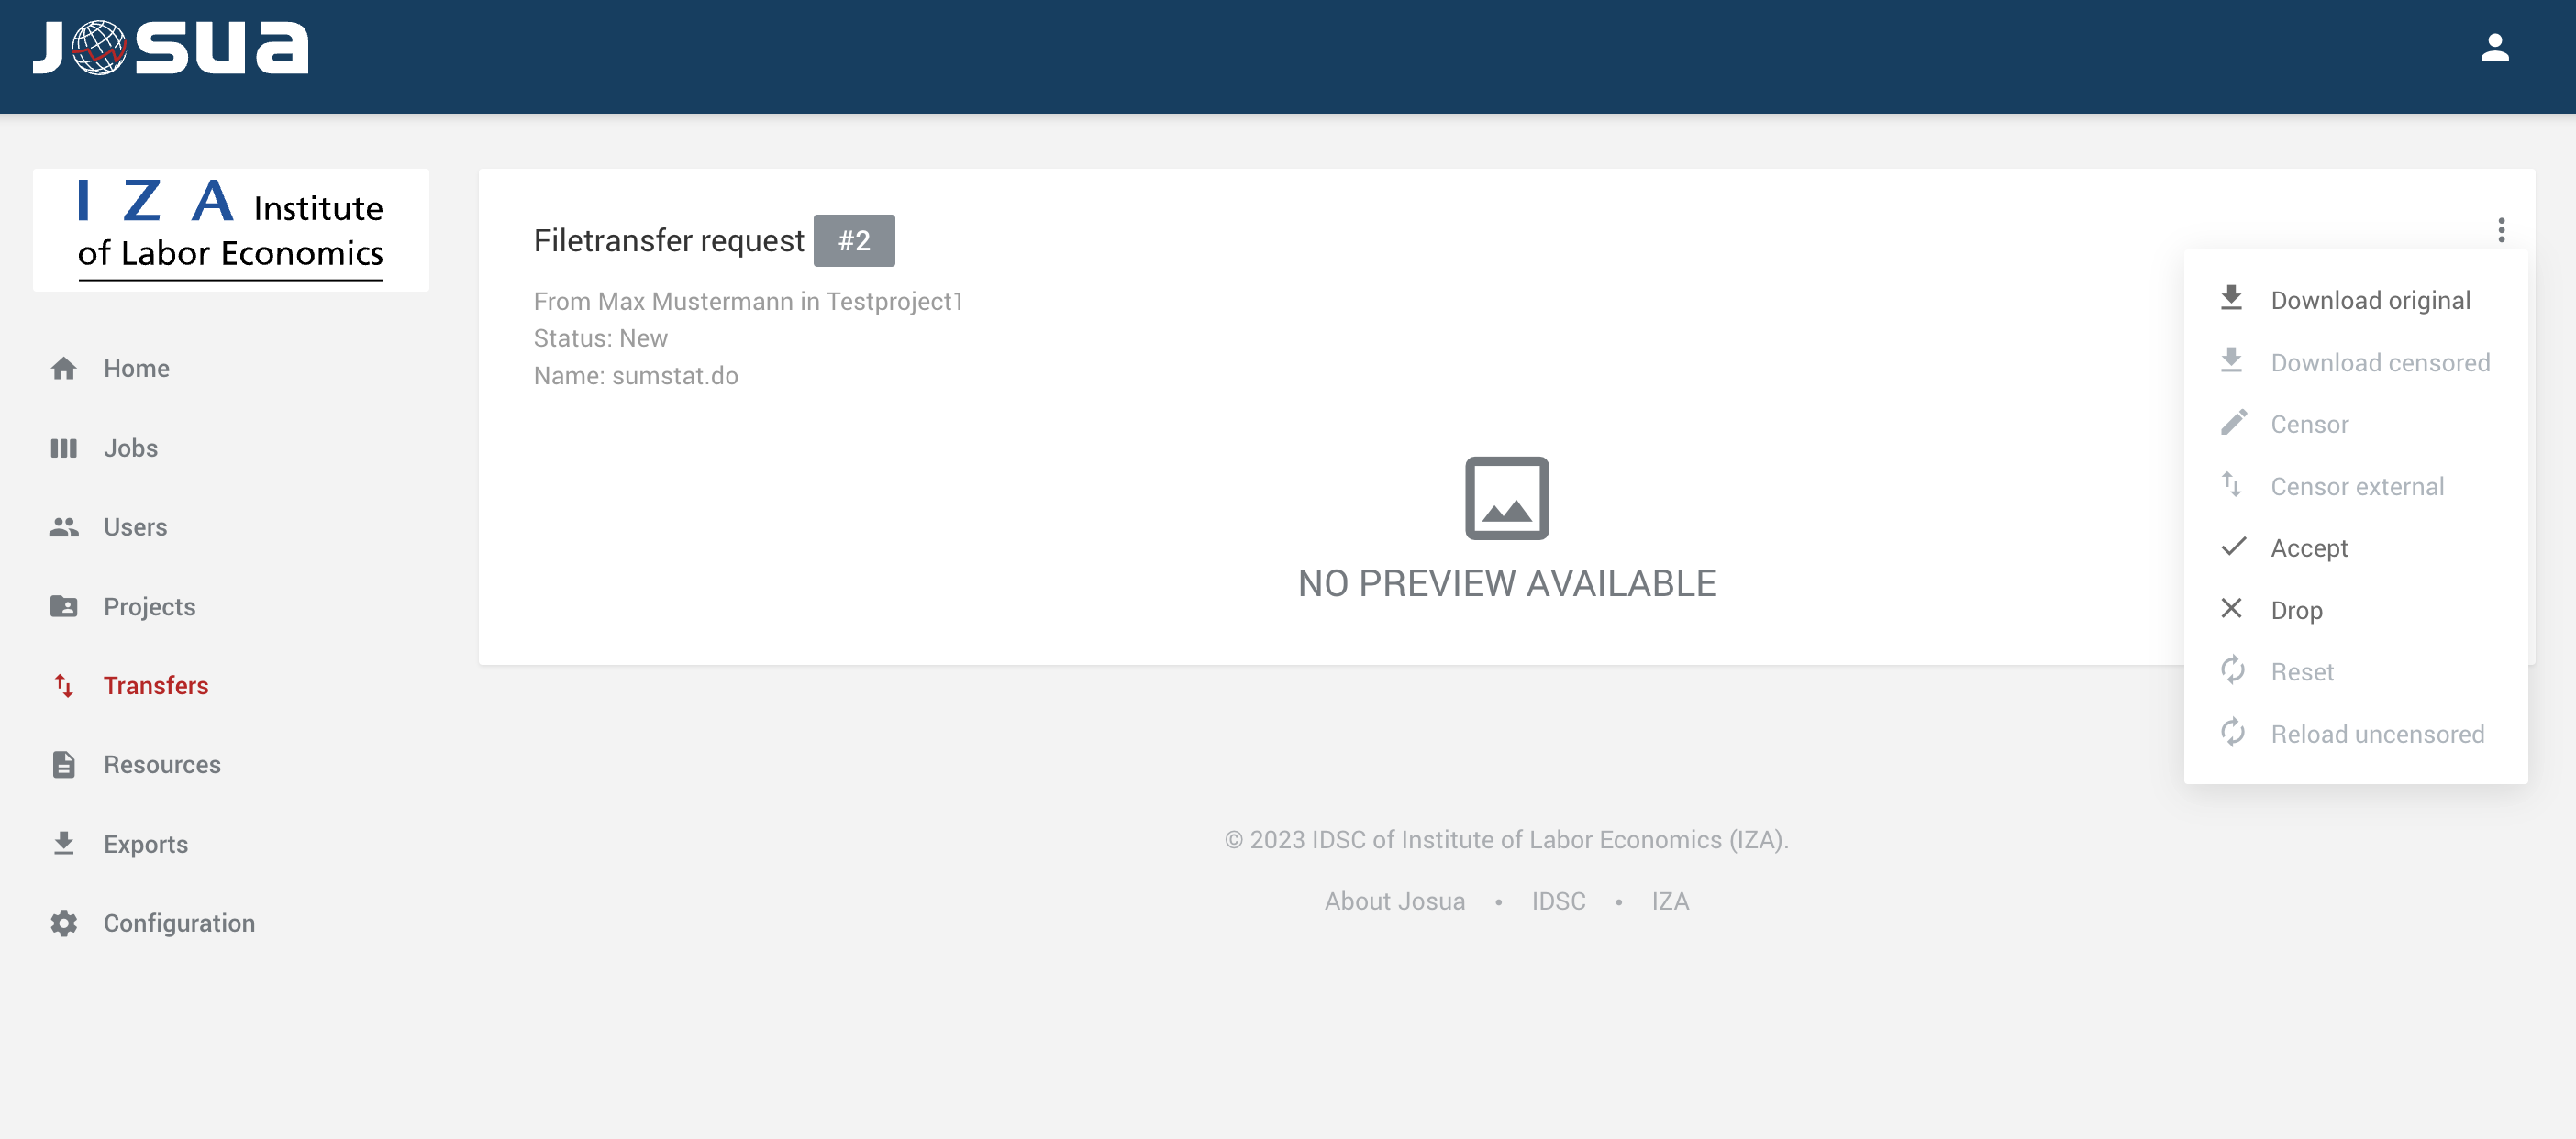 Josua
I Z A Institute
of Labor Economics
Home
Jobs
Users
Projects
Transfers
Resources
Exports
Configuration
Filetransfer request #2
From Max Mustermann in Testproject1
Status: New
Name: sumstat.do
NO PREVIEW AVAILABLE
Download original
Download censored
Censor
Censor external
Accept
Drop
Reset
Reload uncensored
© 2023 IDSC of Institute of Labor Economics (IZA).
About Josua • IDSC • IZA